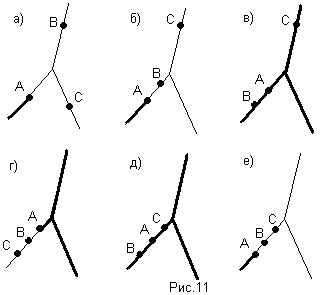 а) B A C
б) C B A
в) C A B
г) A B C
д) C A B
е) C B A
Рис.11